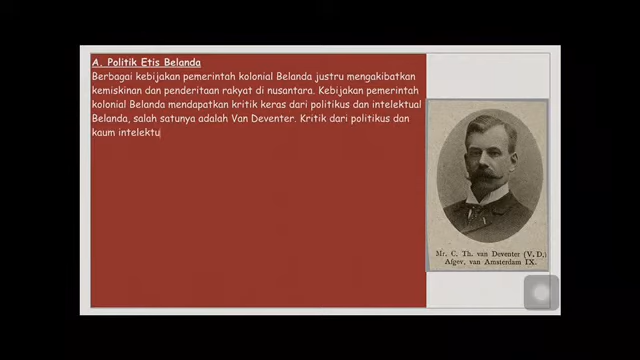 A. Politik Etis Belanda
Berbagai kebijakan pemerintah kolonial Belanda justru mengakibatkan
kemiskinan dan penderitaan rakyat di nusantara. Kebijakan pemerintah
kolonial Belanda mendapatkan kritik keras dari politikus dan intelektual
Belanda, salah satunya adalah Van Deventer. Kritik dari politikus dan
kaum intelektu
Mr. C. Th. van Deventer (V. D.)
Afgev. van Amsterdam IX.